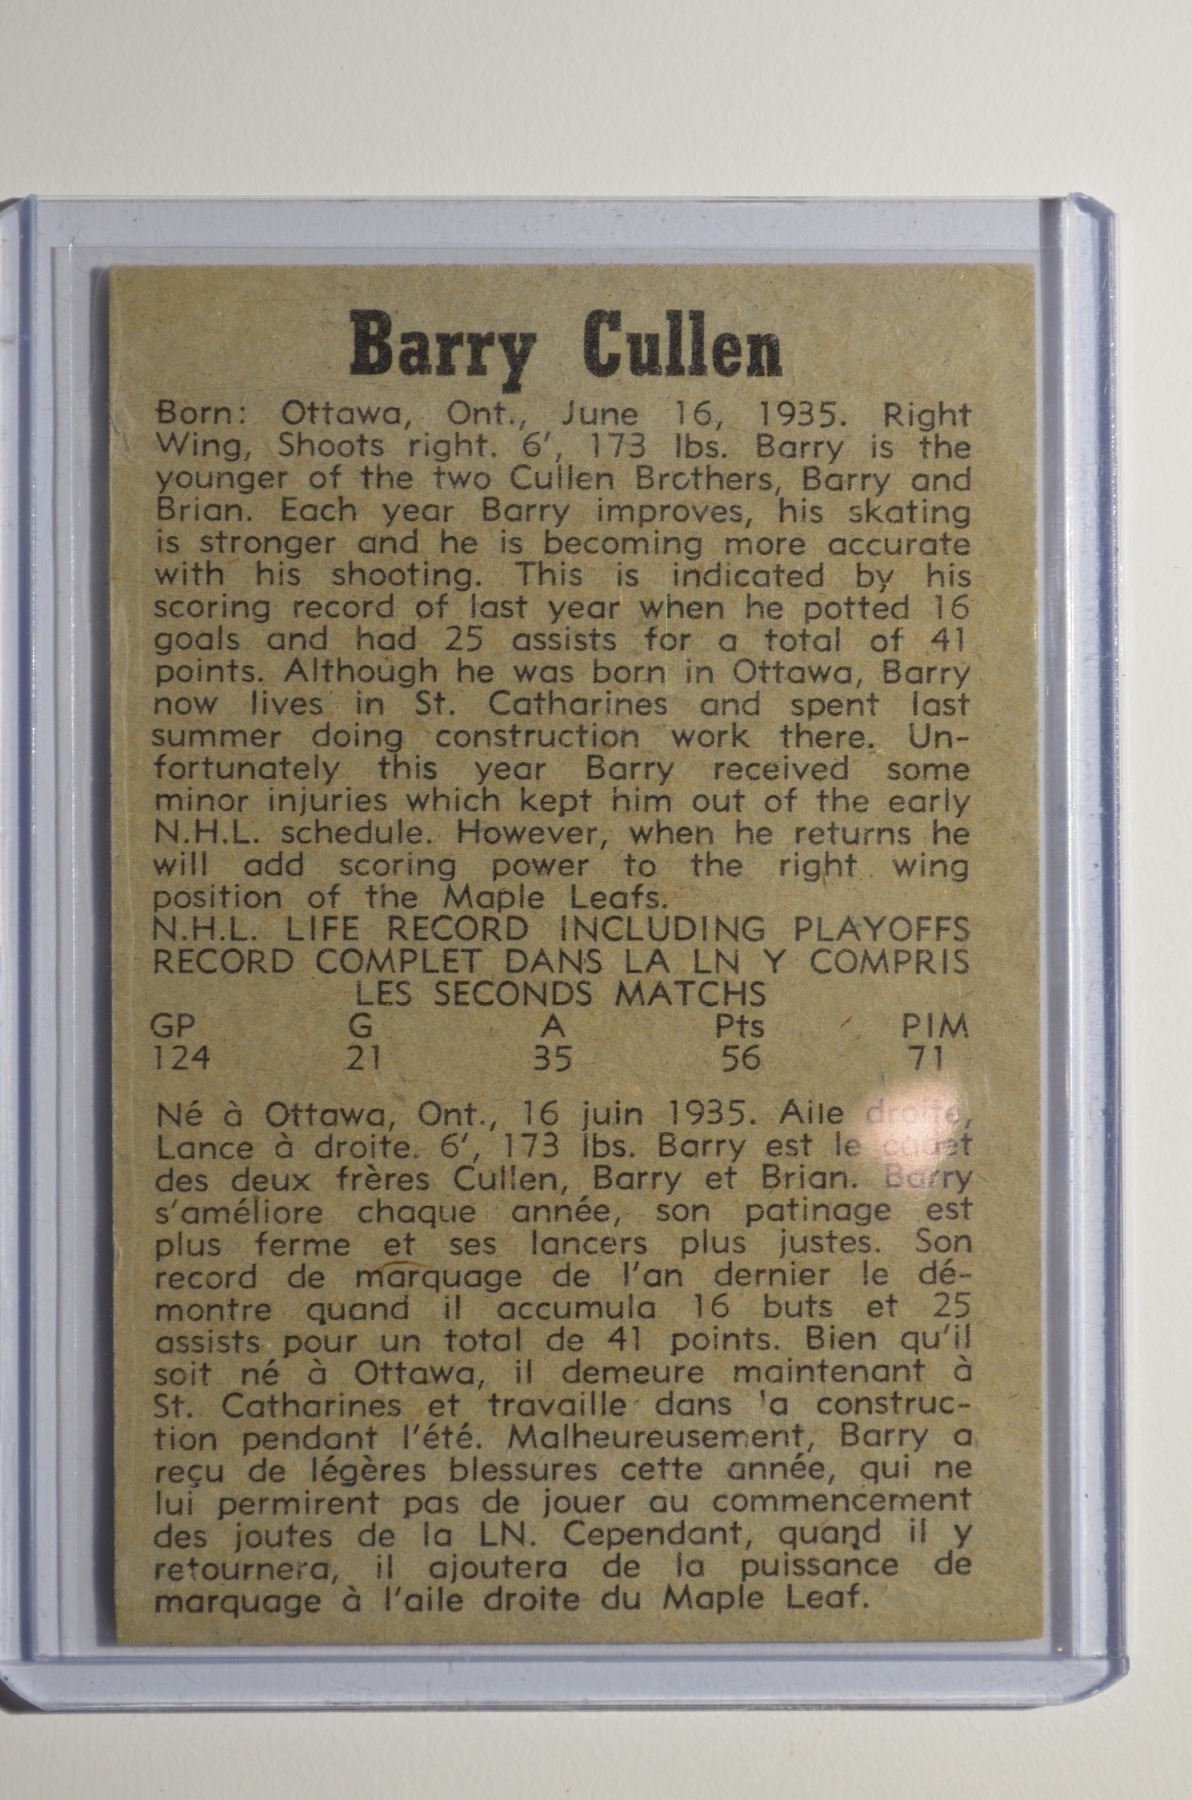 Barry Cullen
Born: Ottawa, Ont., June 16, 1935. Right
Wing, Shoots right. 6', 173 lbs. Barry is the
younger of the two Cullen Brothers, Barry and
Brian. Each year Barry improves, his skating
is stronger and he is becoming more accurate
with his shooting. This is indicated by his
scoring record of last year when he potted 16
goals and had 25 assists for a total of 41
points. Although he was born in Ottawa, Barry
now lives in St. Catharines and spent last
summer doing construction work there. Un-
fortunately this year Barry received some
minor injuries which kept him out of the early
N.H.L. schedule. However, when he returns he
will add scoring power to the right wing
position of the Maple Leafs.
N.H.L. LIFE RECORD INCLUDING PLAYOFFS
RECORD COMPLET DANS LA LN Y COMPRIS
LES SECONDS MATCHS
GP G A Pts PIM
124 21 35 56 71
Né à Ottawa, Ont., 16 juin 1935. Aile droite,
Lance à droite. 6', 173 lbs. Barry est le cadet
des deux frères Cullen, Barry et Brian. Barry
s'améliore chaque année, son patinage est
plus ferme et ses lancers plus justes. Son
record de marquage de l'an dernier le dé-
montre quand il accumula 16 buts et 25
assists pour un total de 41 points. Bien qu'il
soit né à Ottawa, il demeure maintenant à
St. Catharines et travaille dans la construc-
tion pendant l'été. Malheureusement, Barry a
reçu de légères blessures cette année, qui ne
lui permirent pas de jouer au commencement
des joutes de la LN. Cependant, quand il y
retournera, il ajoutera de la puissance de
marquage à l'aile droite du Maple Leaf.